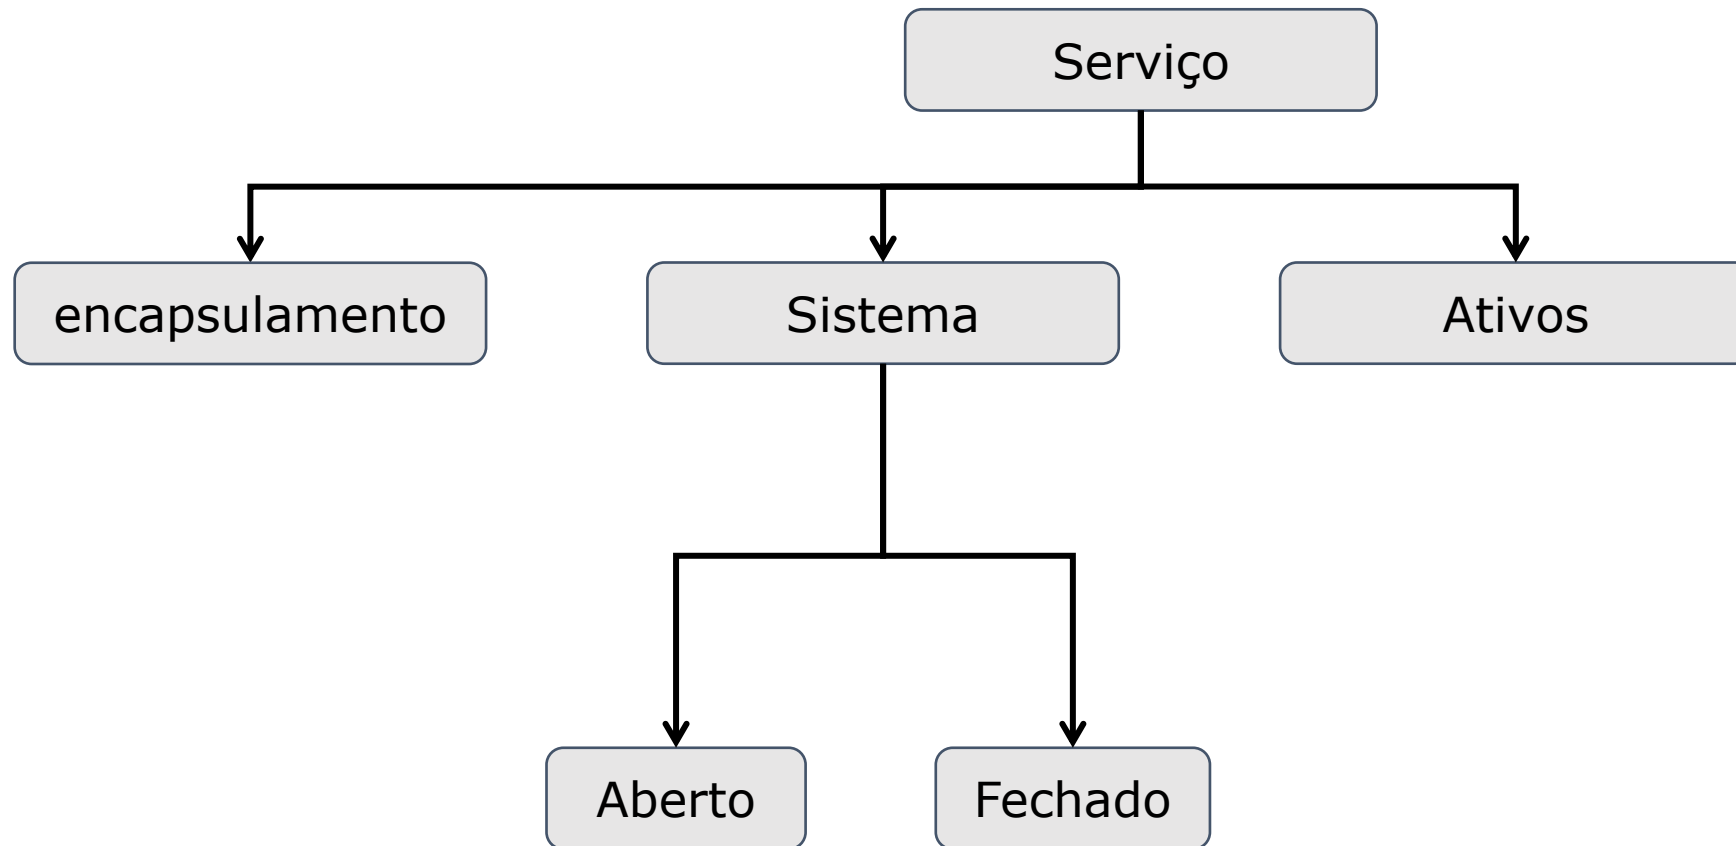 Serviço
encapsulamento
Sistema
Ativos
Aberto
Fechado